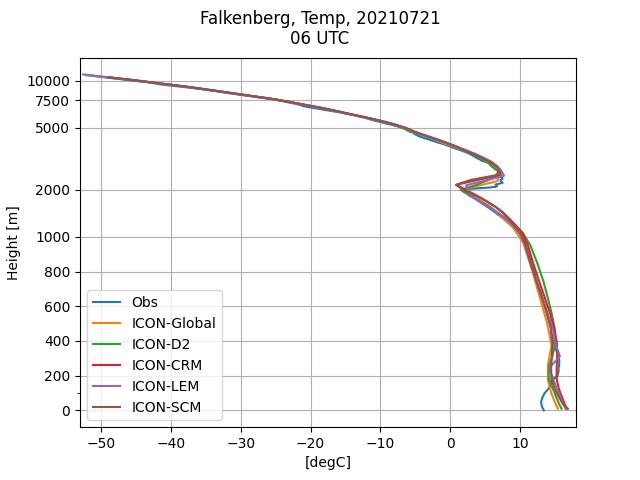 Falkenberg, Temp, 20210721
06 UTC
10000
7500
5000
2000
1000
800
600
400
200
0
Height [m]
Obs
ICON-Global
ICON-D2
ICON-CRM
ICON-LEM
ICON-SCM
−50 −40 −30 −20 −10 0 10
[degC]